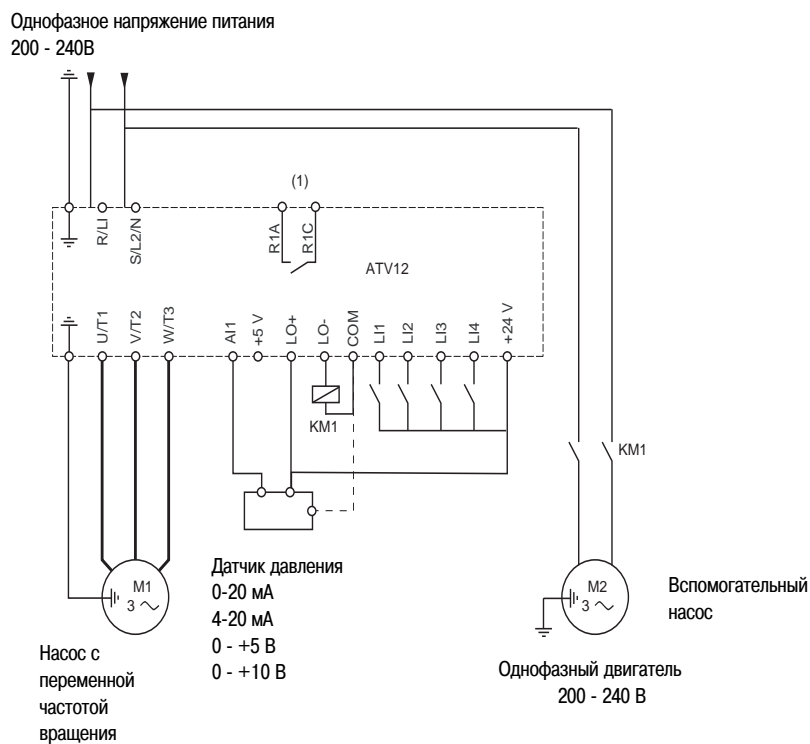 Однофазное напряжение питания
200 - 240В
(1)
R/LI
S/L2/N
R1A
R1C
ATV12
U/T1
V/T2
W/T3
AI1
+5 V
LO+
LO-
COM
LI1
LI2
LI3
LI4
+24 V
KM1
KM1
M1
3
Датчик давления
0-20 мА
4-20 мА
0 - +5 В
0 - +10 В
M2
3
Вспомогательный
насос
Насос с
переменной
частотой
вращения
Однофазный двигатель
200 - 240 В